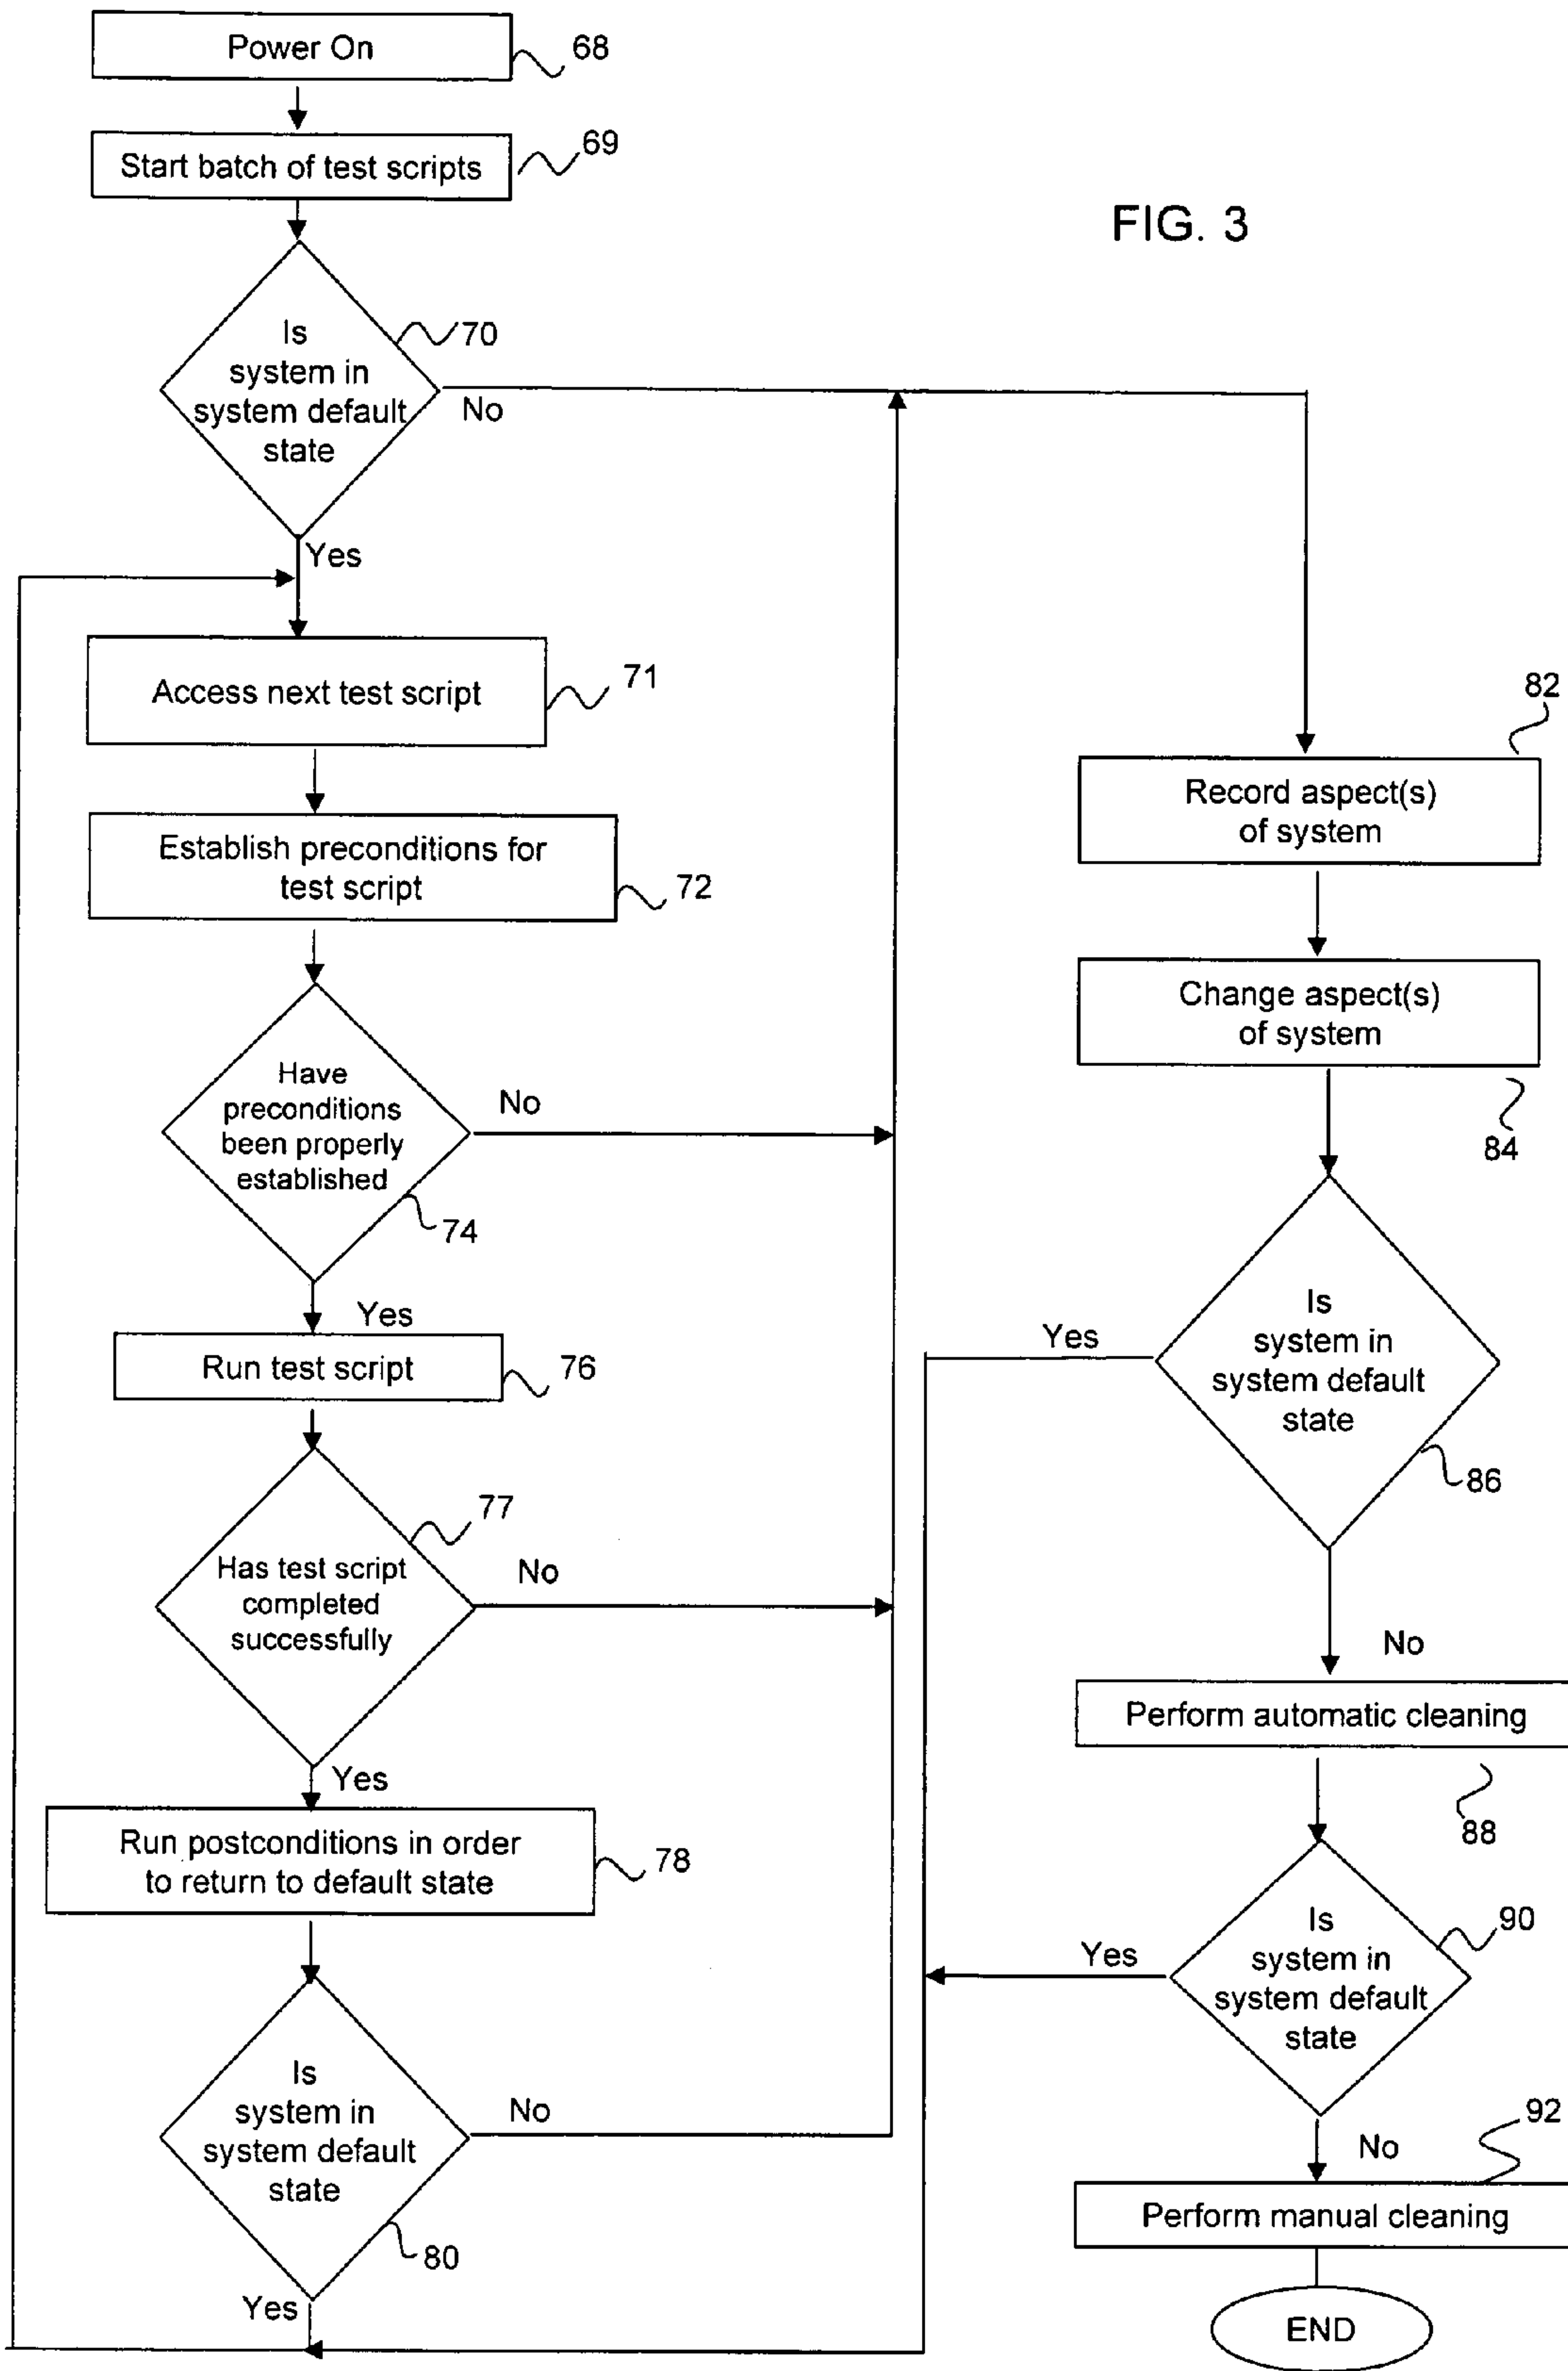 Power On
68
Start batch of test scripts
69
FIG. 3
Is
system in
system default
state
70
No
Yes
Access next test script
71
Establish preconditions for
test script
72
Have
preconditions
been properly
established
No
74
Yes
Run test script
76
77
Has test script
completed
successfully
No
Yes
Run postconditions in order
to return to default state
78
Is
system in
system default
state
No
80
Yes
82
Record aspect(s)
of system
Change aspect(s)
of system
84
Is
system in
system default
state
Yes
86
No
Perform automatic cleaning
88
Is
system in
system default
state
90
Yes
No
92
Perform manual cleaning
END